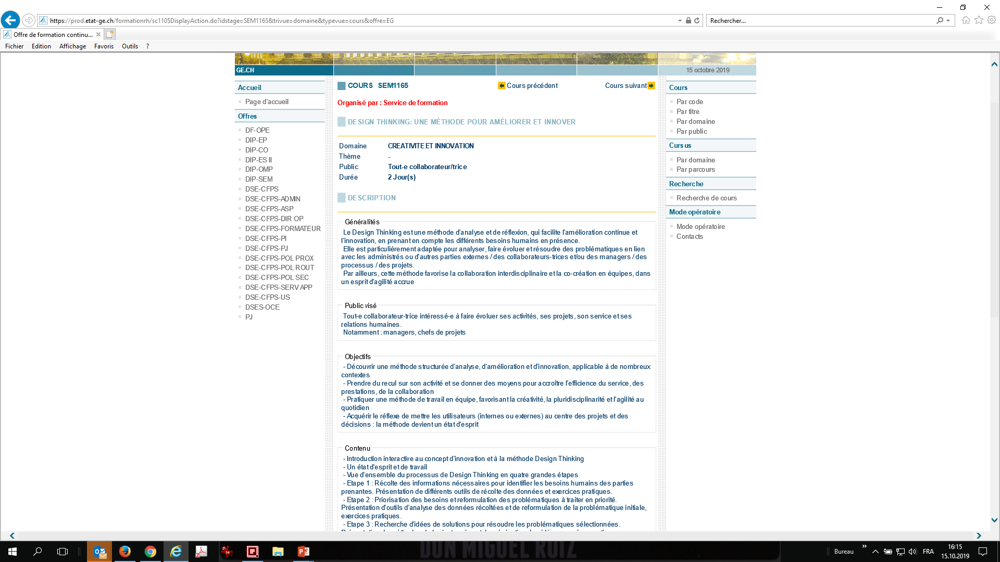 https://prod.etat-ge.ch/formationrh/sc1105DisplayAction.do?idstage=SEM1165&trivue=domaine&typevue=cours&offre=EG
Rechercher...
Offre de formation continu...
Fichier Edition Affichage Favoris Outils ?
GE.CH
15 octobre 2019
Accueil
Page d'accueil
Offres
DF-OPE
DIP-EP
DIP-CO
DIP-ES II
DIP-OMP
DIP-SEM
DSE-CFPS
DSE-CFPS-ADMIN
DSE-CFPS-ASP
DSE-CFPS-DIR OP
DSE-CFPS-FORMATEUR
DSE-CFPS-PI
DSE-CFPS-PJ
DSE-CFPS-POL PROX
DSE-CFPS-POL ROUT
DSE-CFPS-POL SEC
DSE-CFPS-SERV APP
DSE-CFPS-US
DSES-OCE
PJ
COURS SEM1165
Cours précédent
Cours suivant
Organisé par : Service de formation
DESIGN THINKING: UNE MÉTHODE POUR AMÉLIORER ET INNOVER
Domaine CREATIVITE ET INNOVATION
Thème -
Public Tout-e collaborateur/trice
Durée 2 Jour(s)
DESCRIPTION
Généralités
Le Design Thinking est une méthode d'analyse et de réflexion, qui facilite l'amélioration continue et
l'innovation, en prenant en compte les différents besoins humains en présence.
Elle est particulièrement adaptée pour analyser, faire évoluer et résoudre des problématiques en lien
avec les administrés ou d'autres parties externes / des collaborateurs-trices et/ou des managers / des
processus / des projets.
Par ailleurs, cette méthode favorise la collaboration interdisciplinaire et la co-création en équipes, dans
un esprit d'agilité accrue
Public visé
Tout-e collaborateur-trice intéressé-e à faire évoluer ses activités, ses projets, son service et ses
relations humaines.
Notamment : managers, chefs de projets
Objectifs
- Découvrir une méthode structurée d'analyse, d'amélioration et d'innovation, applicable à de nombreux
contextes
- Prendre du recul sur son activité et se donner des moyens pour accroître l'efficience du service, des
prestations, de la collaboration
- Pratiquer une méthode de travail en équipe, favorisant la créativité, la pluridisciplinarité et l'agilité au
quotidien
- Acquérir le réflexe de mettre les utilisateurs (internes ou externes) au centre des projets et des
décisions : la méthode devient un état d'esprit
Contenu
- Introduction interactive au concept d'innovation et à la méthode Design Thinking
- Un état d'esprit et de travail
- Vue d'ensemble du processus de Design Thinking en quatre grandes étapes
- Etape 1 : Récolte des informations nécessaires pour identifier les besoins humains des parties
prenantes. Présentation de différents outils de récolte des données et exercices pratiques.
- Etape 2 : Priorisation des besoins et reformulation des problématiques à traiter en priorité.
Présentation d'outils d'analyse des données récoltées et de reformulation de la problématique initiale,
exercices pratiques.
- Etape 3 : Recherche d'idées de solutions pour résoudre les problématiques sélectionnées.
Cours
Par code
Par titre
Par domaine
Par public
Cursus
Par domaine
Par parcours
Recherche
Recherche de cours
Mode opératoire
Mode opératoire
Contacts
DON MIGUEL RUIZ
Bureau
FRA
16:15
15.10.2019